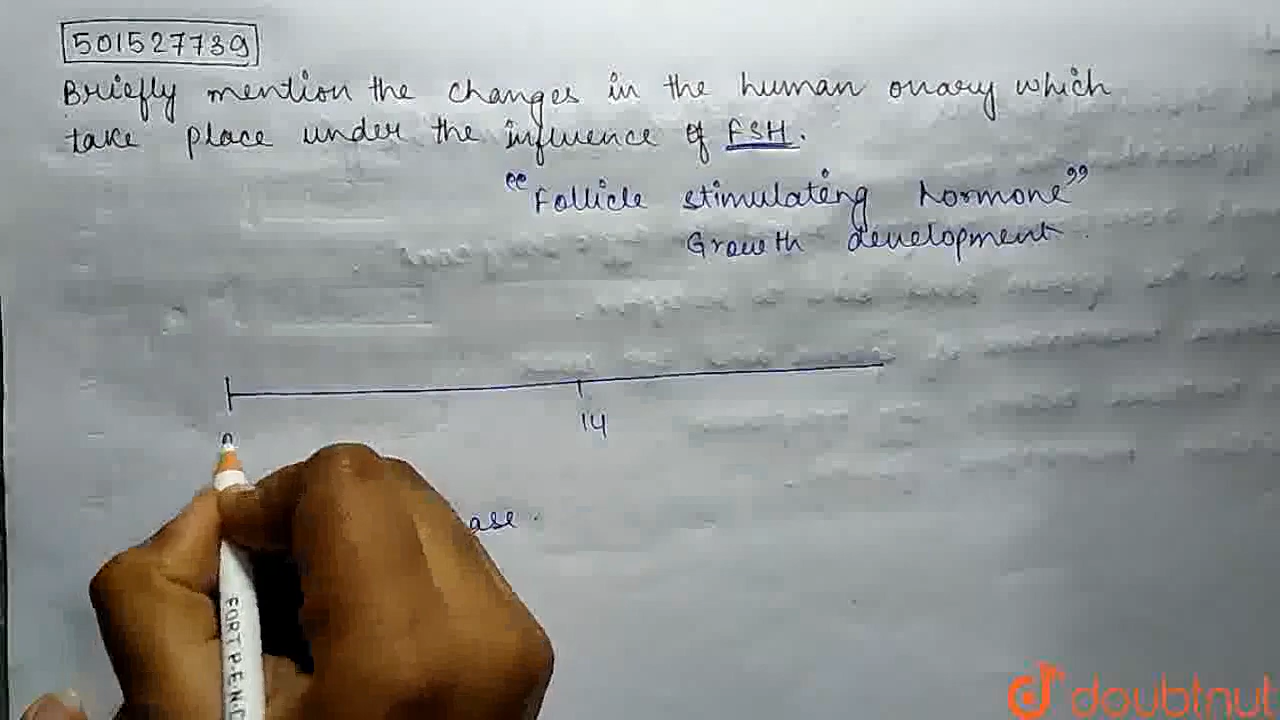 501527739
Briefly mention the changes in the human ovary which
take place under the influence of FSH.
"Follicle stimulating hormone"
Growth development
14
ase
FORTPEN
doubtnut